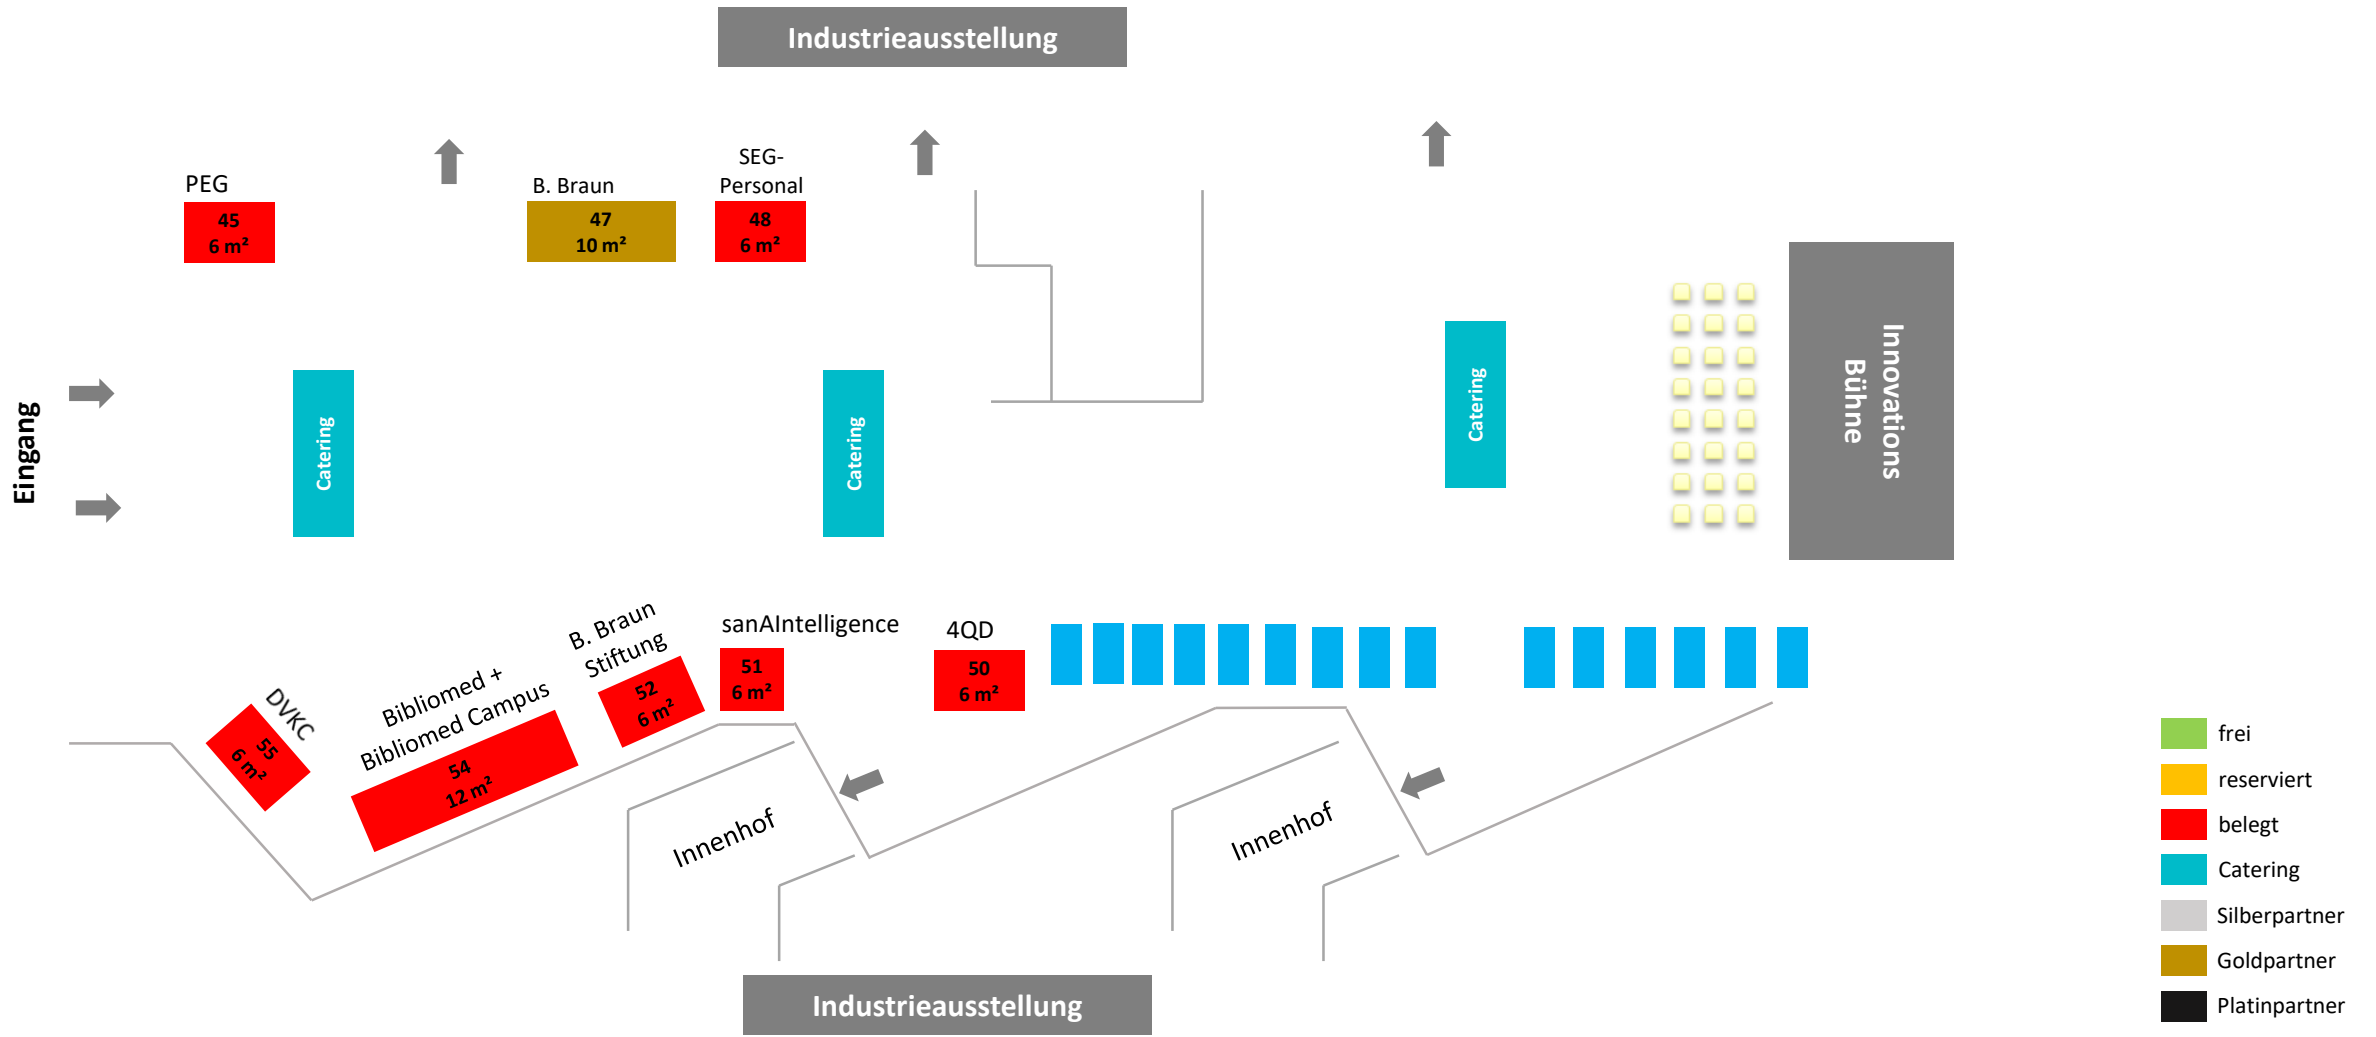 Industrieausstellung
PEG
45
6 m²
B. Braun
47
10 m²
SEG-
Personal
48
6 m²
Eingang
Catering
Catering
Catering
Innovations
Bühne
DVKC
55
6 m²
Bibliomed +
Bibliomed Campus
54
12 m²
B. Braun
Stiftung
52
6 m²
sanAIntelligence
51
6 m²
4QD
50
6 m²
Innenhof
Innenhof
Industrieausstellung
frei
reserviert
belegt
Catering
Silberpartner
Goldpartner
Platinpartner